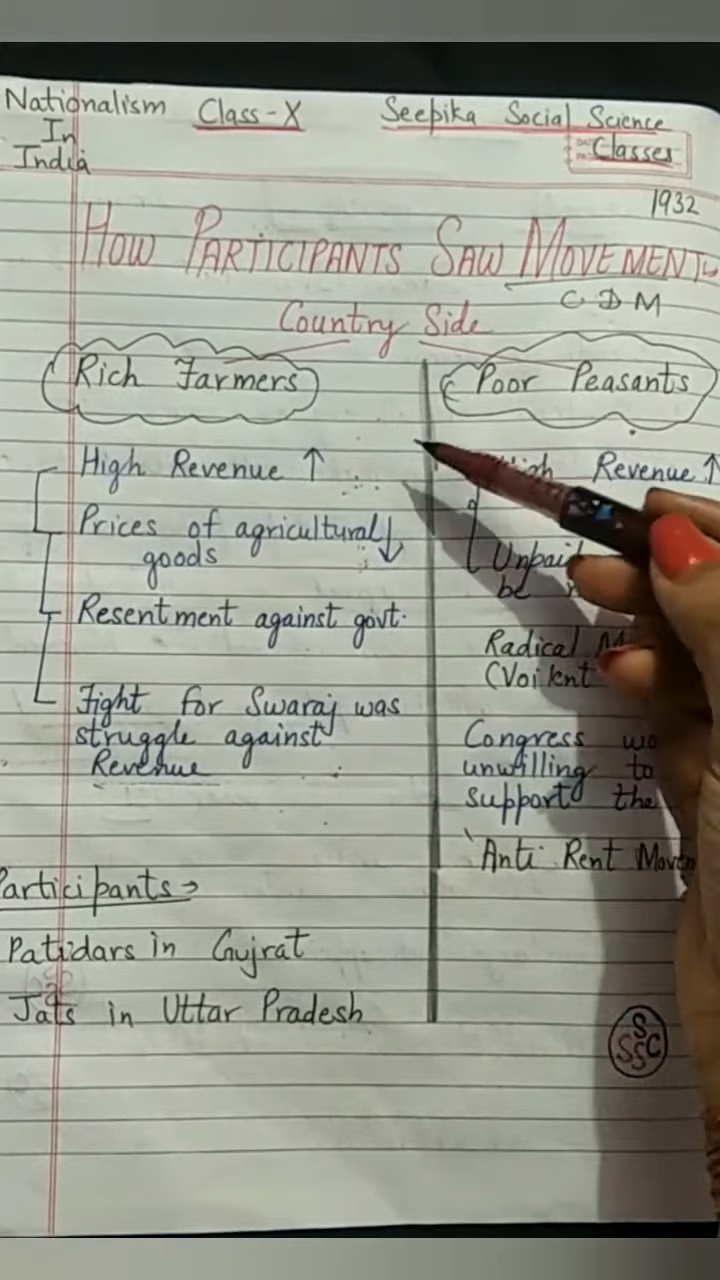 Nationalism
In
India
Class-X
Seepika Social Science
Classes
1932
HOW PARTICIPANTS SAW MOVEMENT
C D M
Country Side
Rich Farmers
High Revenue ↑
Prices of agricultural ↓
goods
Resentment against govt.
Fight for Swaraj was
struggle against
Revenue
Participants →
Patidars in Gujrat
Jats in Uttar Pradesh
Poor Peasants
Revenue ↑
be
Radical
(Voilent
Congress
unwilling to
support the
'Anti Rent
S
SSC